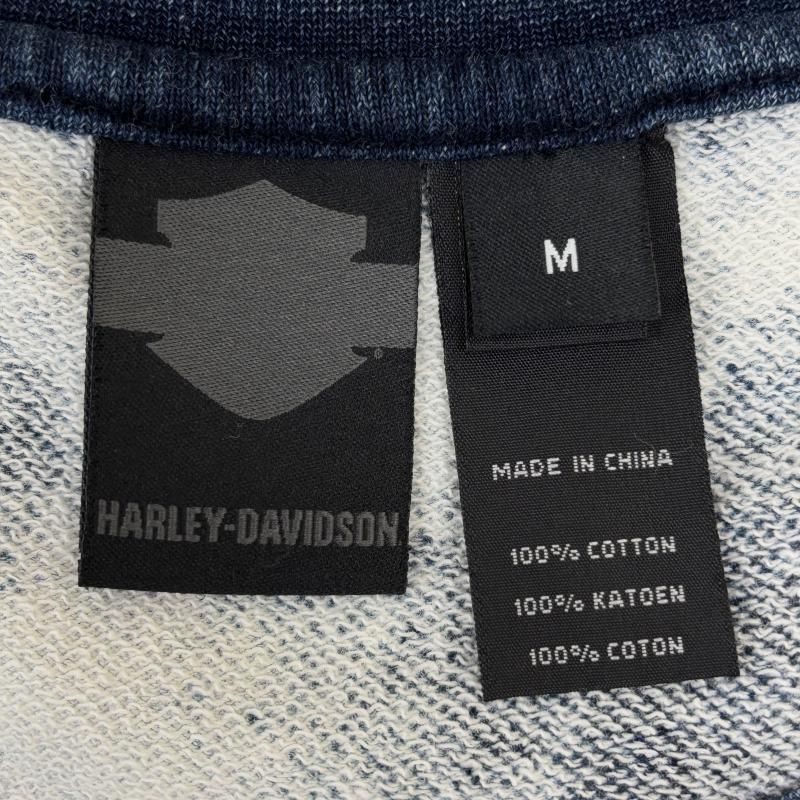 HARLEY-DAVIDSON
M
MADE IN CHINA
100% COTTON
100% KATOEN
100% COTON